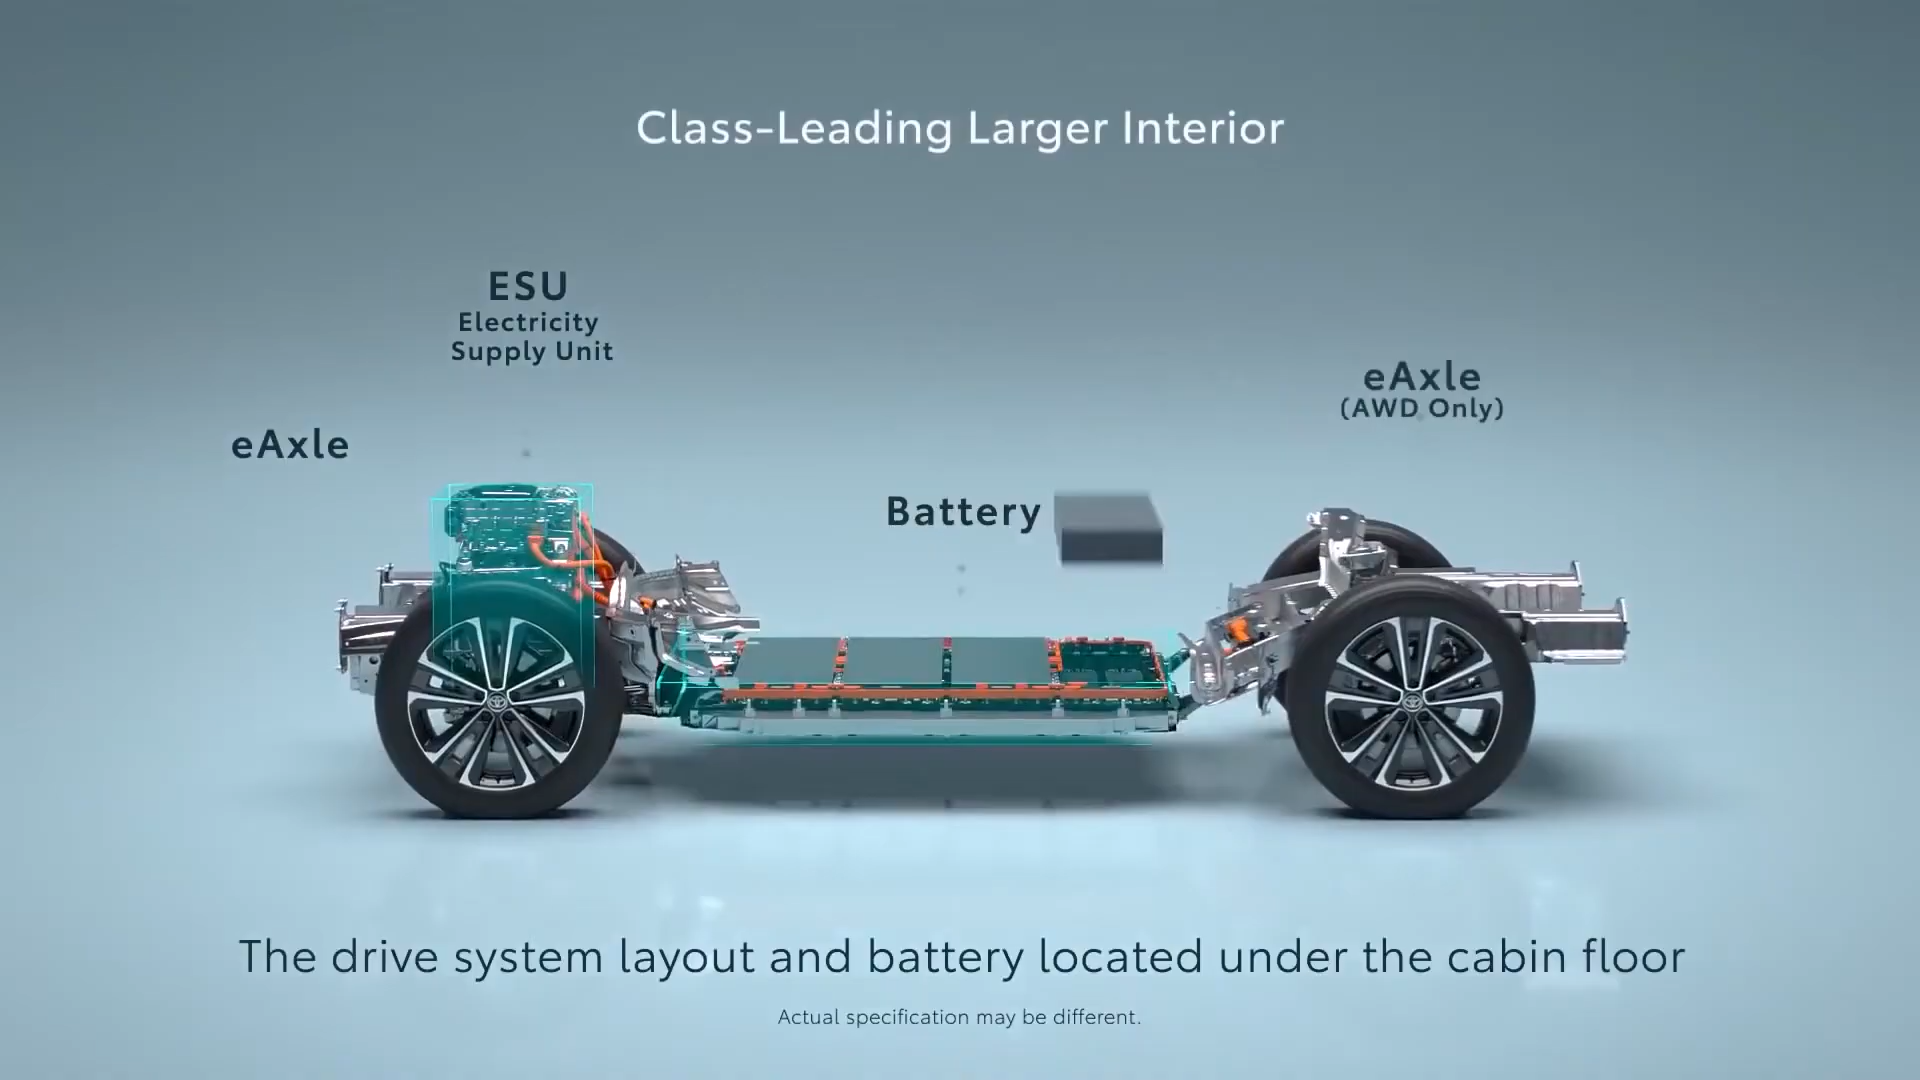 Class-Leading Larger Interior
ESU
Electricity
Supply Unit
eAxle
(AWD Only)
eAxle
Battery
The drive system layout and battery located under the cabin floor
Actual specification may be different.